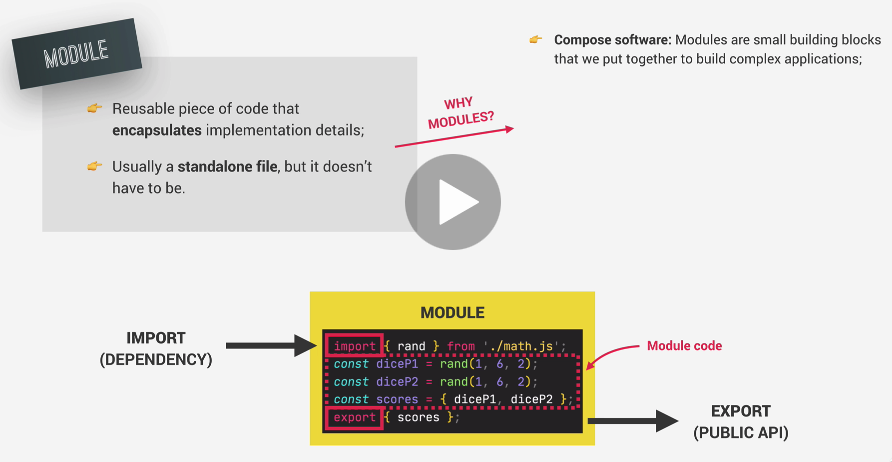 MODULE
👉 Reusable piece of code that
encapsulates implementation details;
👉 Usually a standalone file, but it doesn't
have to be.
WHY
MODULES?
👉 Compose software: Modules are small building blocks
that we put together to build complex applications;
IMPORT
(DEPENDENCY)
MODULE
import { rand } from './math.js';
const diceP1 = rand(1, 6, 2);
const diceP2 = rand(1, 6, 2);
const scores = { diceP1, diceP2 };
export { scores };
Module code
EXPORT
(PUBLIC API)